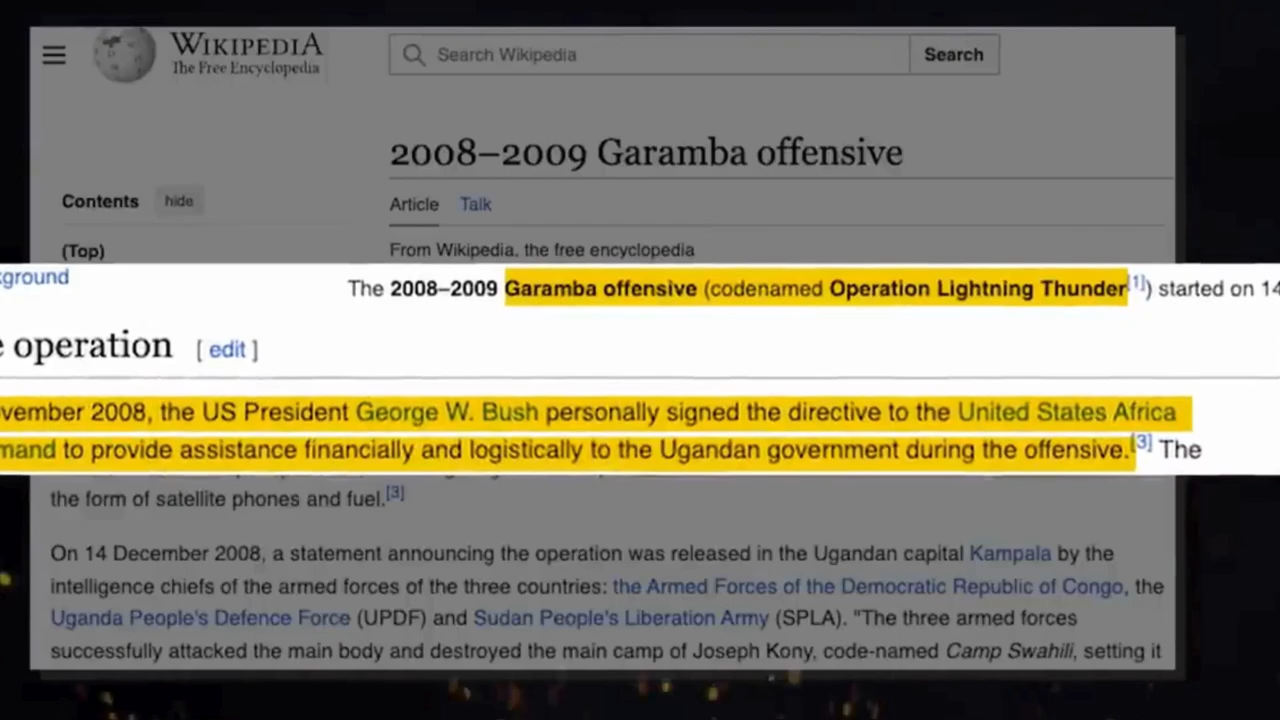 WIKIPEDIA
The Free Encyclopedia
Search Wikipedia
Search
2008–2009 Garamba offensive
Contents hide
Article Talk
(Top)
From Wikipedia, the free encyclopedia
kground
The 2008–2009 Garamba offensive (codenamed Operation Lightning Thunder[1]) started on 14
e operation [ edit ]
vember 2008, the US President George W. Bush personally signed the directive to the United States Africa
mand to provide assistance financially and logistically to the Ugandan government during the offensive.[3] The
the form of satellite phones and fuel.[3]
On 14 December 2008, a statement announcing the operation was released in the Ugandan capital Kampala by the
intelligence chiefs of the armed forces of the three countries: the Armed Forces of the Democratic Republic of Congo, the
Uganda People's Defence Force (UPDF) and Sudan People's Liberation Army (SPLA). "The three armed forces
successfully attacked the main body and destroyed the main camp of Joseph Kony, code-named Camp Swahili, setting it